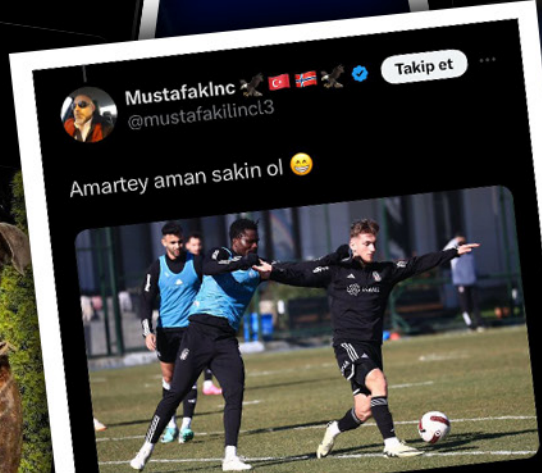 MustafaKlnc 🦅 🇹🇷 🇳🇴 🦅
Takip et
@mustafakilincl3
Amartey aman sakin ol 😁